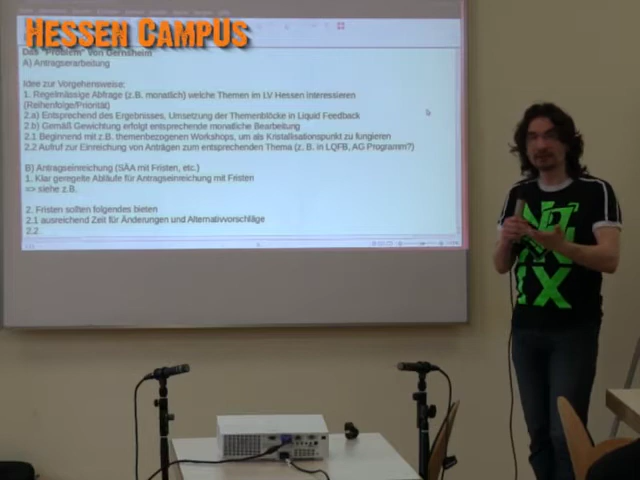 HESSEN CAMPUS
Das "Problem" von Gernsheim
A) Antragserarbeitung
Idee zur Vorgehensweise:
1. Regelmässige Abfrage (z.B. monatlich) welche Themen im LV Hessen interessieren
(Reihenfolge/Priorität)
2.a) Entsprechend des Ergebnisses, Umsetzung der Themenblöcke in Liquid Feedback
2.b) Gemäß Gewichtung erfolgt entsprechende monatliche Bearbeitung
2.1 Beginnend mit z.B. themenbezogenen Workshops, um als Kristallisationspunkt zu fungieren
2.2 Aufruf zur Einreichung von Anträgen zum entsprechenden Thema (z. B. in LQFB, AG Programm?)
B) Antragseinreichung (SÄA mit Fristen, etc.)
1. Klar geregelte Abläufe für Antragseinreichung mit Fristen
=> siehe z.B.
2. Fristen sollten folgendes bieten
2.1 ausreichend Zeit für Änderungen und Alternativvorschläge
2.2